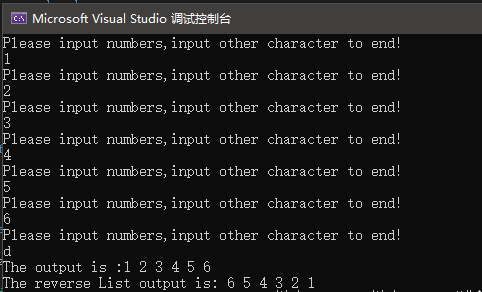 Microsoft Visual Studio 调试控制台
Please input numbers,input other character to end!
1
Please input numbers,input other character to end!
2
Please input numbers,input other character to end!
3
Please input numbers,input other character to end!
4
Please input numbers,input other character to end!
5
Please input numbers,input other character to end!
6
Please input numbers,input other character to end!
d
The output is :1 2 3 4 5 6
The reverse List output is: 6 5 4 3 2 1